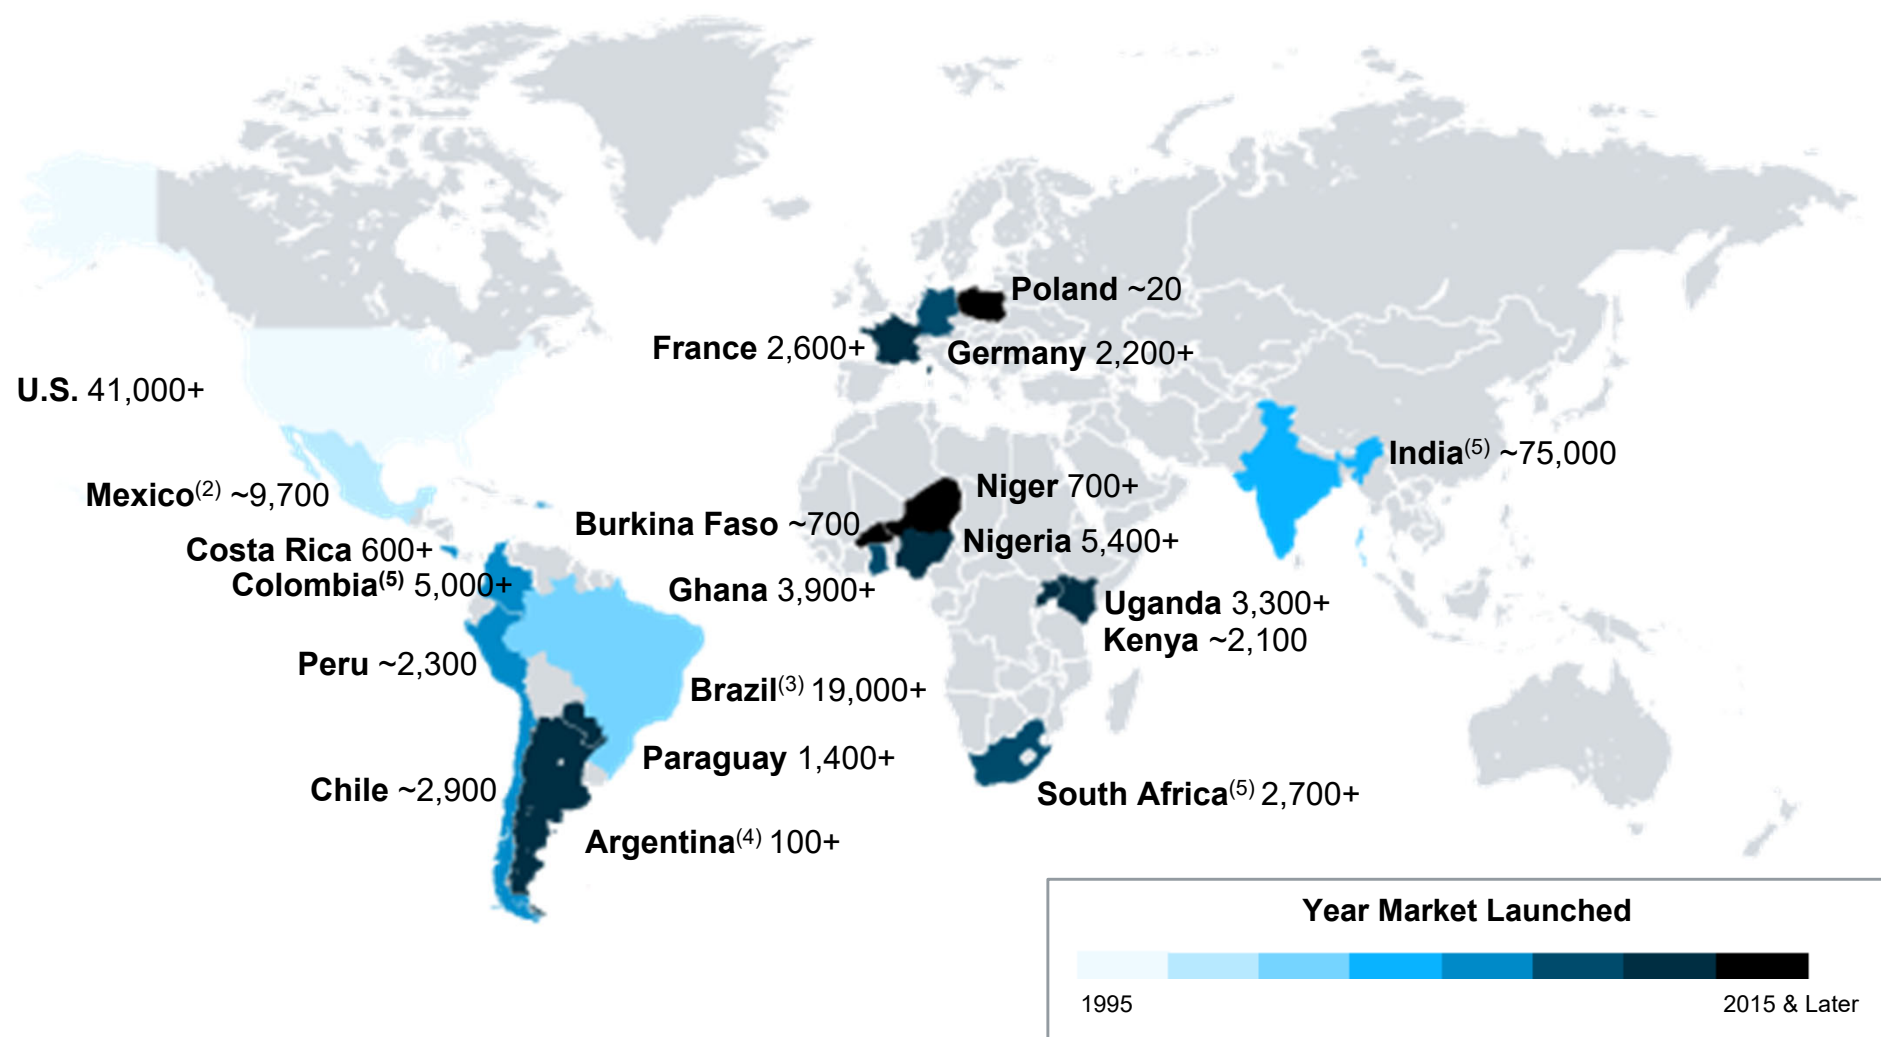 Poland ~20
France 2,600+
Germany 2,200+
U.S. 41,000+
India(5) ~75,000
Mexico(2) ~9,700
Niger 700+
Burkina Faso ~700
Nigeria 5,400+
Costa Rica 600+
Colombia(5) 5,000+
Ghana 3,900+
Uganda 3,300+
Kenya ~2,100
Peru ~2,300
Brazil(3) 19,000+
Paraguay 1,400+
Chile ~2,900
South Africa(5) 2,700+
Argentina(4) 100+
Year Market Launched
1995
2015 & Later